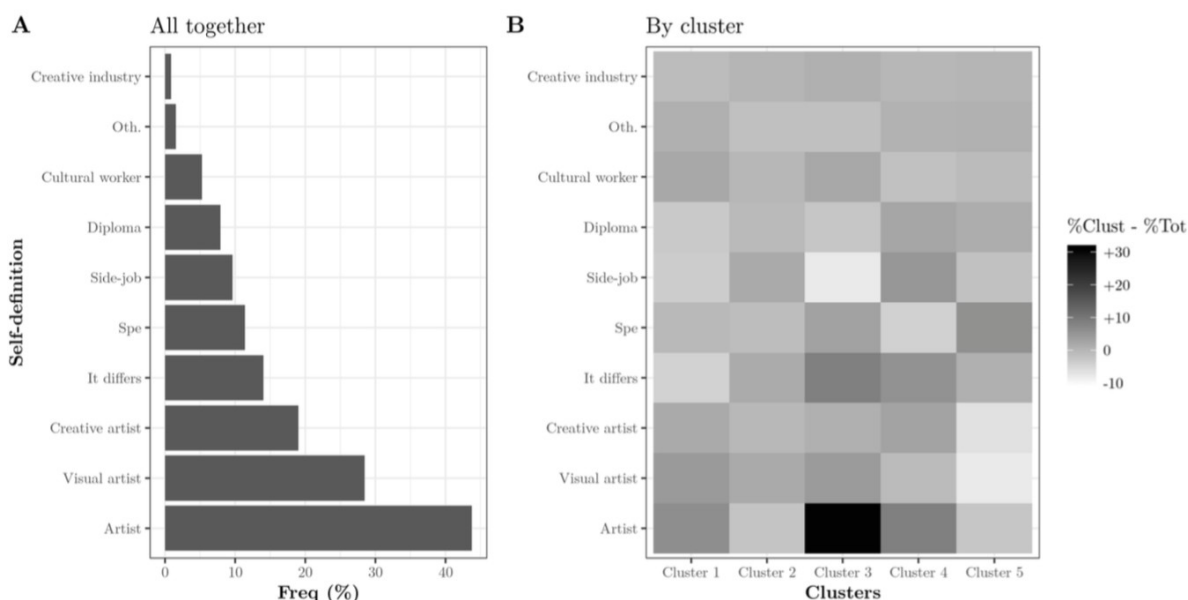 A
All together
Self-definition
Creative industry
Oth.
Cultural worker
Diploma
Side-job
Spe
It differs
Creative artist
Visual artist
Artist
0 10 20 30 40
Freq (%)
B
By cluster
Creative industry
Oth.
Cultural worker
Diploma
Side-job
Spe
It differs
Creative artist
Visual artist
Artist
Cluster 1 Cluster 2 Cluster 3 Cluster 4 Cluster 5
Clusters
%Clust - %Tot
+30
+20
+10
0
-10